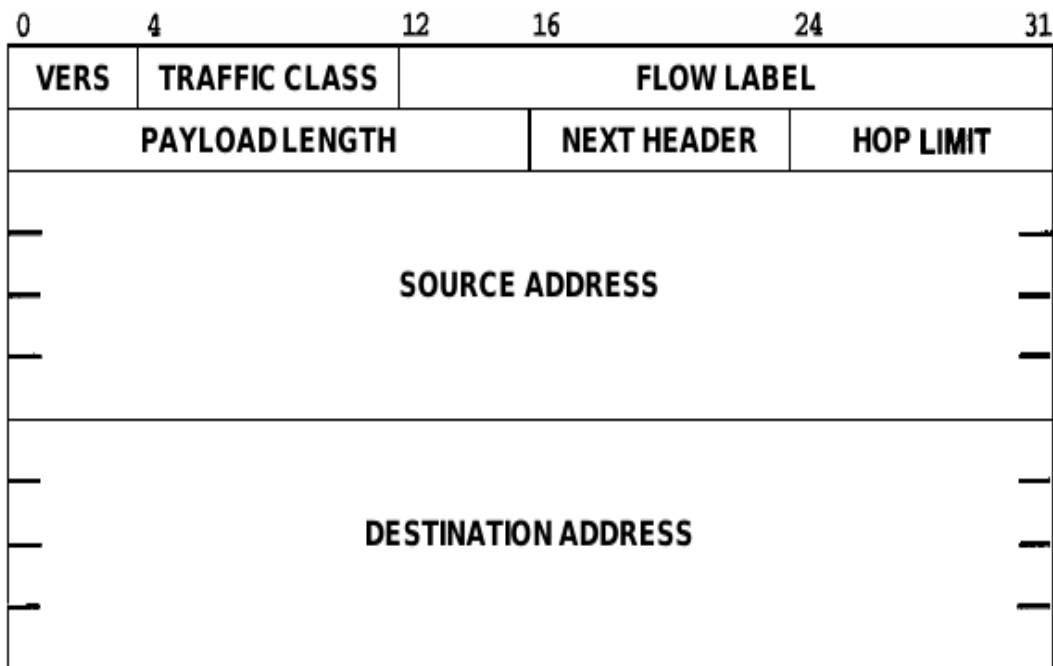 0 4 12 16 24 31
VERS TRAFFIC CLASS FLOW LABEL
PAYLOAD LENGTH NEXT HEADER HOP LIMIT
SOURCE ADDRESS
DESTINATION ADDRESS